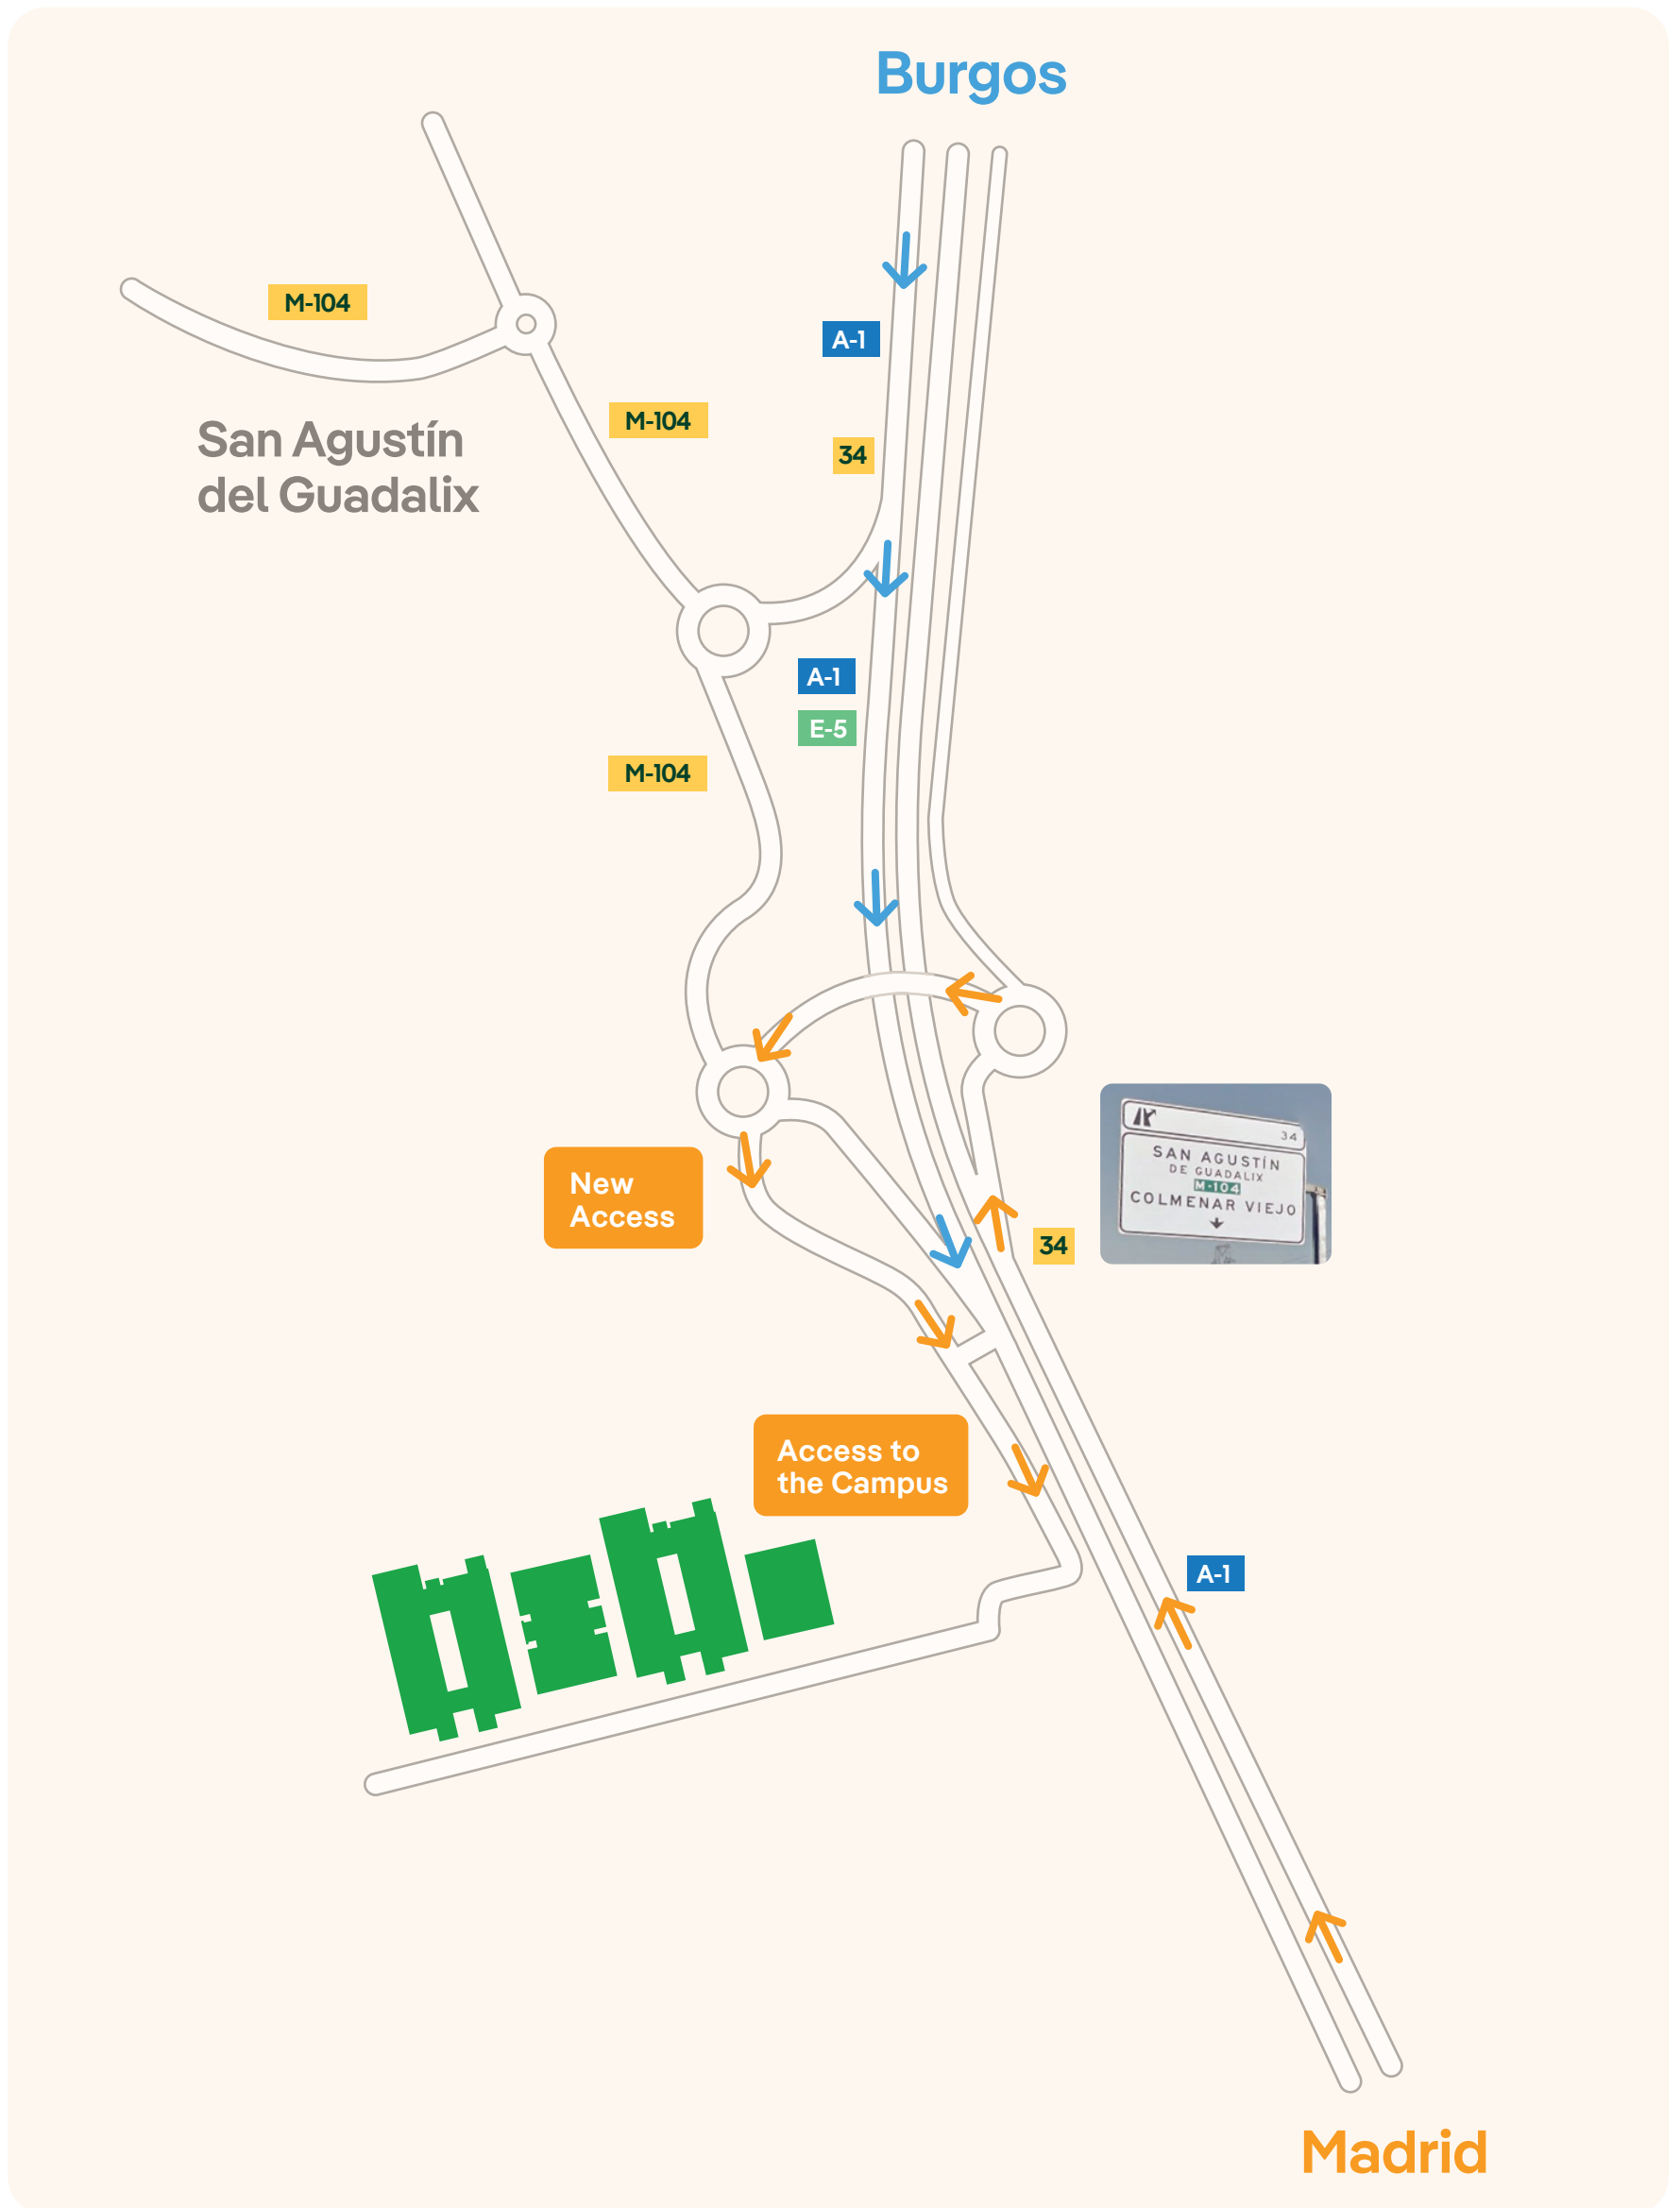 Burgos
M-104
A-1
M-104
34
San Agustín
del Guadalix
A-1
E-5
M-104
34
SAN AGUSTÍN
DE GUADALIX
M-104
COLMENAR VIEJO
New
Access
34
Access to
the Campus
A-1
Madrid